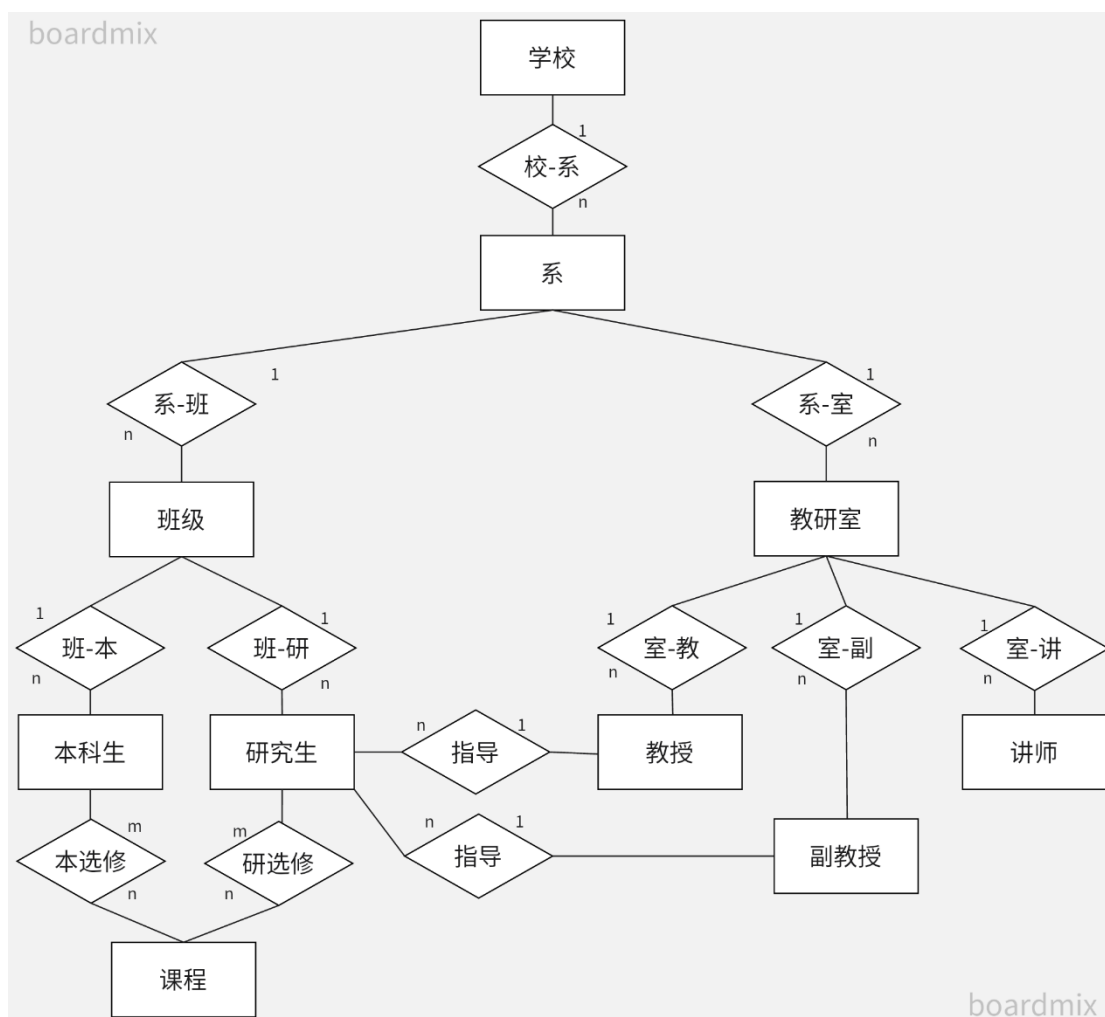 boardmix
学校
1
校-系
n
系
1
系-班
n
1
系-室
n
班级
教研室
1
班-本
n
1
班-研
n
1
室-教
n
1
室-副
n
1
室-讲
n
本科生
研究生
n
指导
1
教授
讲师
m
本选修
n
m
研选修
n
n
指导
1
副教授
课程
boardmix